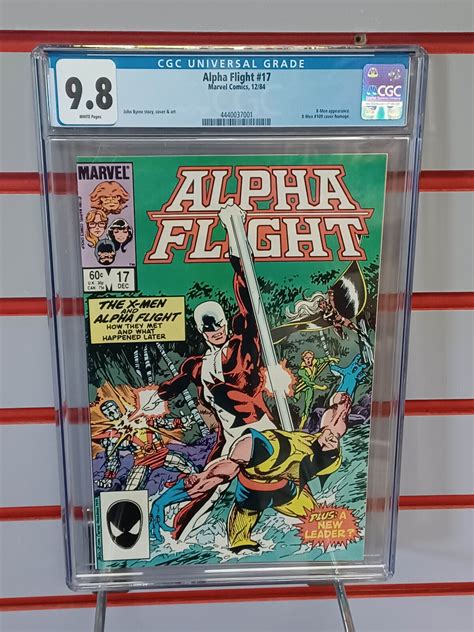 CGC UNIVERSAL GRADE
9.8
WHITE Pages
Alpha Flight #17
Marvel Comics, 12/84
John Byrne story, cover & art
X-Men appearance.
X-Men #109 cover homage.
4440037001
CGC
MARVEL
ALPHA
FLIGHT
60¢
17
DEC
THE X-MEN
AND
ALPHA FLIGHT
HOW THEY MET
AND WHAT
HAPPENED LATER
PLUS: A
NEW
LEADER?